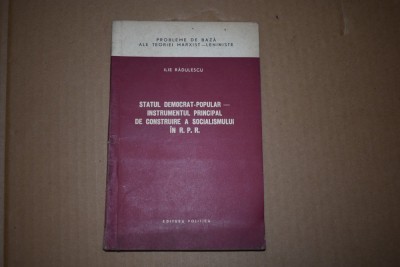 PROBLEME DE BAZĂ
ALE TEORIEI MARXIST-LENINISTE
ILIE RĂDULESCU
STATUL DEMOCRAT-POPULAR —
INSTRUMENTUL PRINCIPAL
DE CONSTRUIRE A SOCIALISMULUI
ÎN R. P. R.
EDITURA POLITICĂ